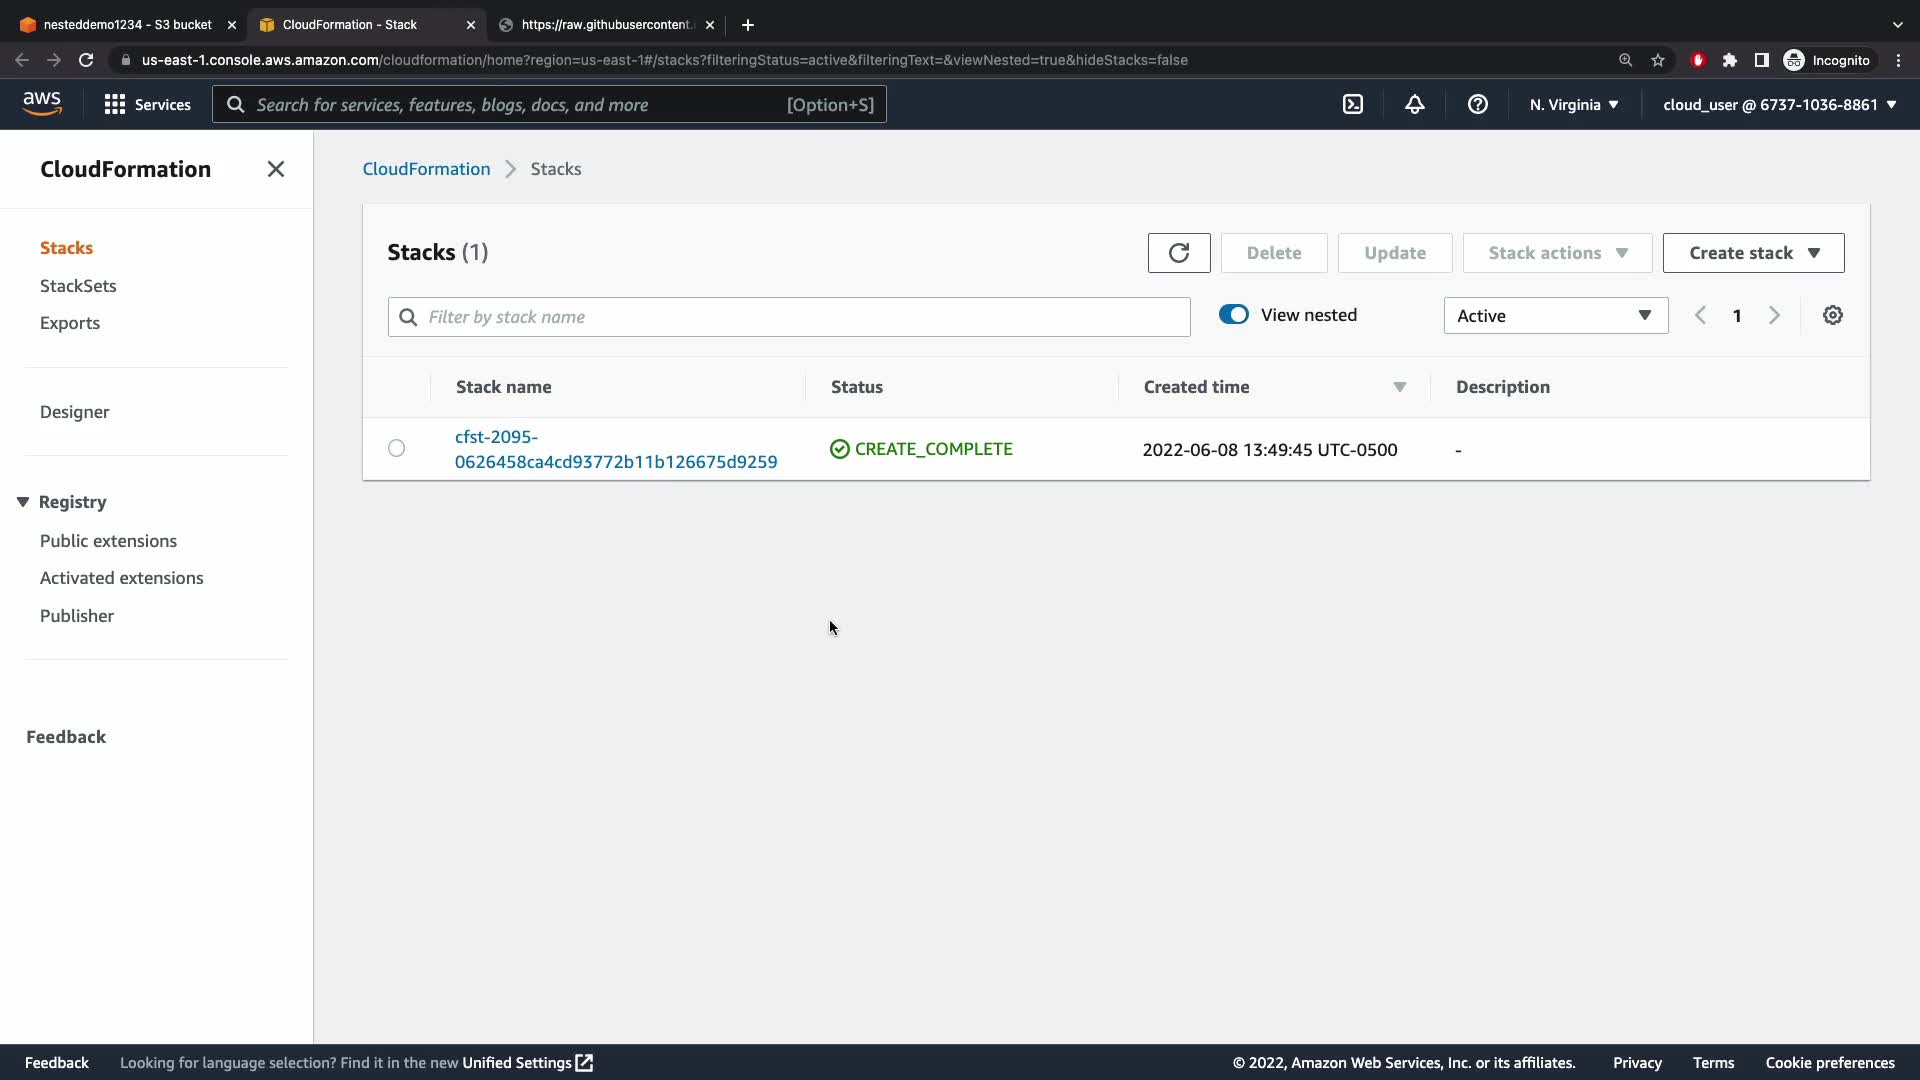 nesteddemo1234 - S3 bucket
CloudFormation - Stack
https://raw.githubusercontent.
us-east-1.console.aws.amazon.com/cloudformation/home?region=us-east-1#/stacks?filteringStatus=active&filteringText=&viewNested=true&hideStacks=false
Incognito
aws
Services
Search for services, features, blogs, docs, and more
[Option+S]
N. Virginia
cloud_user @ 6737-1036-8861
CloudFormation
CloudFormation
Stacks
Stacks
StackSets
Exports
Designer
Registry
Public extensions
Activated extensions
Publisher
Feedback
Stacks (1)
Delete
Update
Stack actions
Create stack
Filter by stack name
View nested
Active
1
Stack name
Status
Created time
Description
cfst-2095-
0626458ca4cd93772b11b126675d9259
CREATE_COMPLETE
2022-06-08 13:49:45 UTC-0500
-
Feedback
Looking for language selection? Find it in the new Unified Settings
© 2022, Amazon Web Services, Inc. or its affiliates.
Privacy
Terms
Cookie preferences